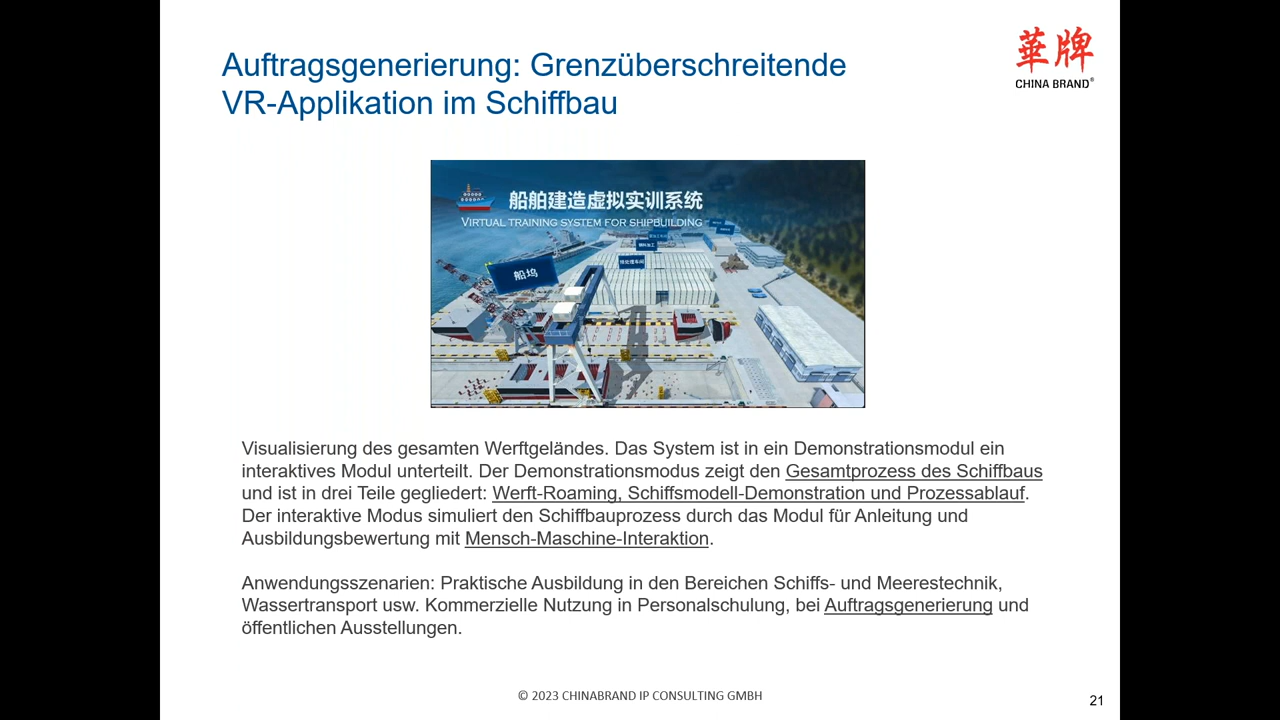 Auftragsgenerierung: Grenzüberschreitende
VR-Applikation im Schiffbau
華牌
CHINA BRAND®
船舶建造虚拟实训系统
VIRTUAL TRAINING SYSTEM FOR SHIPBUILDING
船坞
Visualisierung des gesamten Werftgeländes. Das System ist in ein Demonstrationsmodul ein
interaktives Modul unterteilt. Der Demonstrationsmodus zeigt den Gesamtprozess des Schiffbaus
und ist in drei Teile gegliedert: Werft-Roaming, Schiffsmodell-Demonstration und Prozessablauf.
Der interaktive Modus simuliert den Schiffbauprozess durch das Modul für Anleitung und
Ausbildungsbewertung mit Mensch-Maschine-Interaktion.
Anwendungsszenarien: Praktische Ausbildung in den Bereichen Schiffs- und Meerestechnik,
Wassertransport usw. Kommerzielle Nutzung in Personalschulung, bei Auftragsgenerierung und
öffentlichen Ausstellungen.
© 2023 CHINABRAND IP CONSULTING GMBH
21